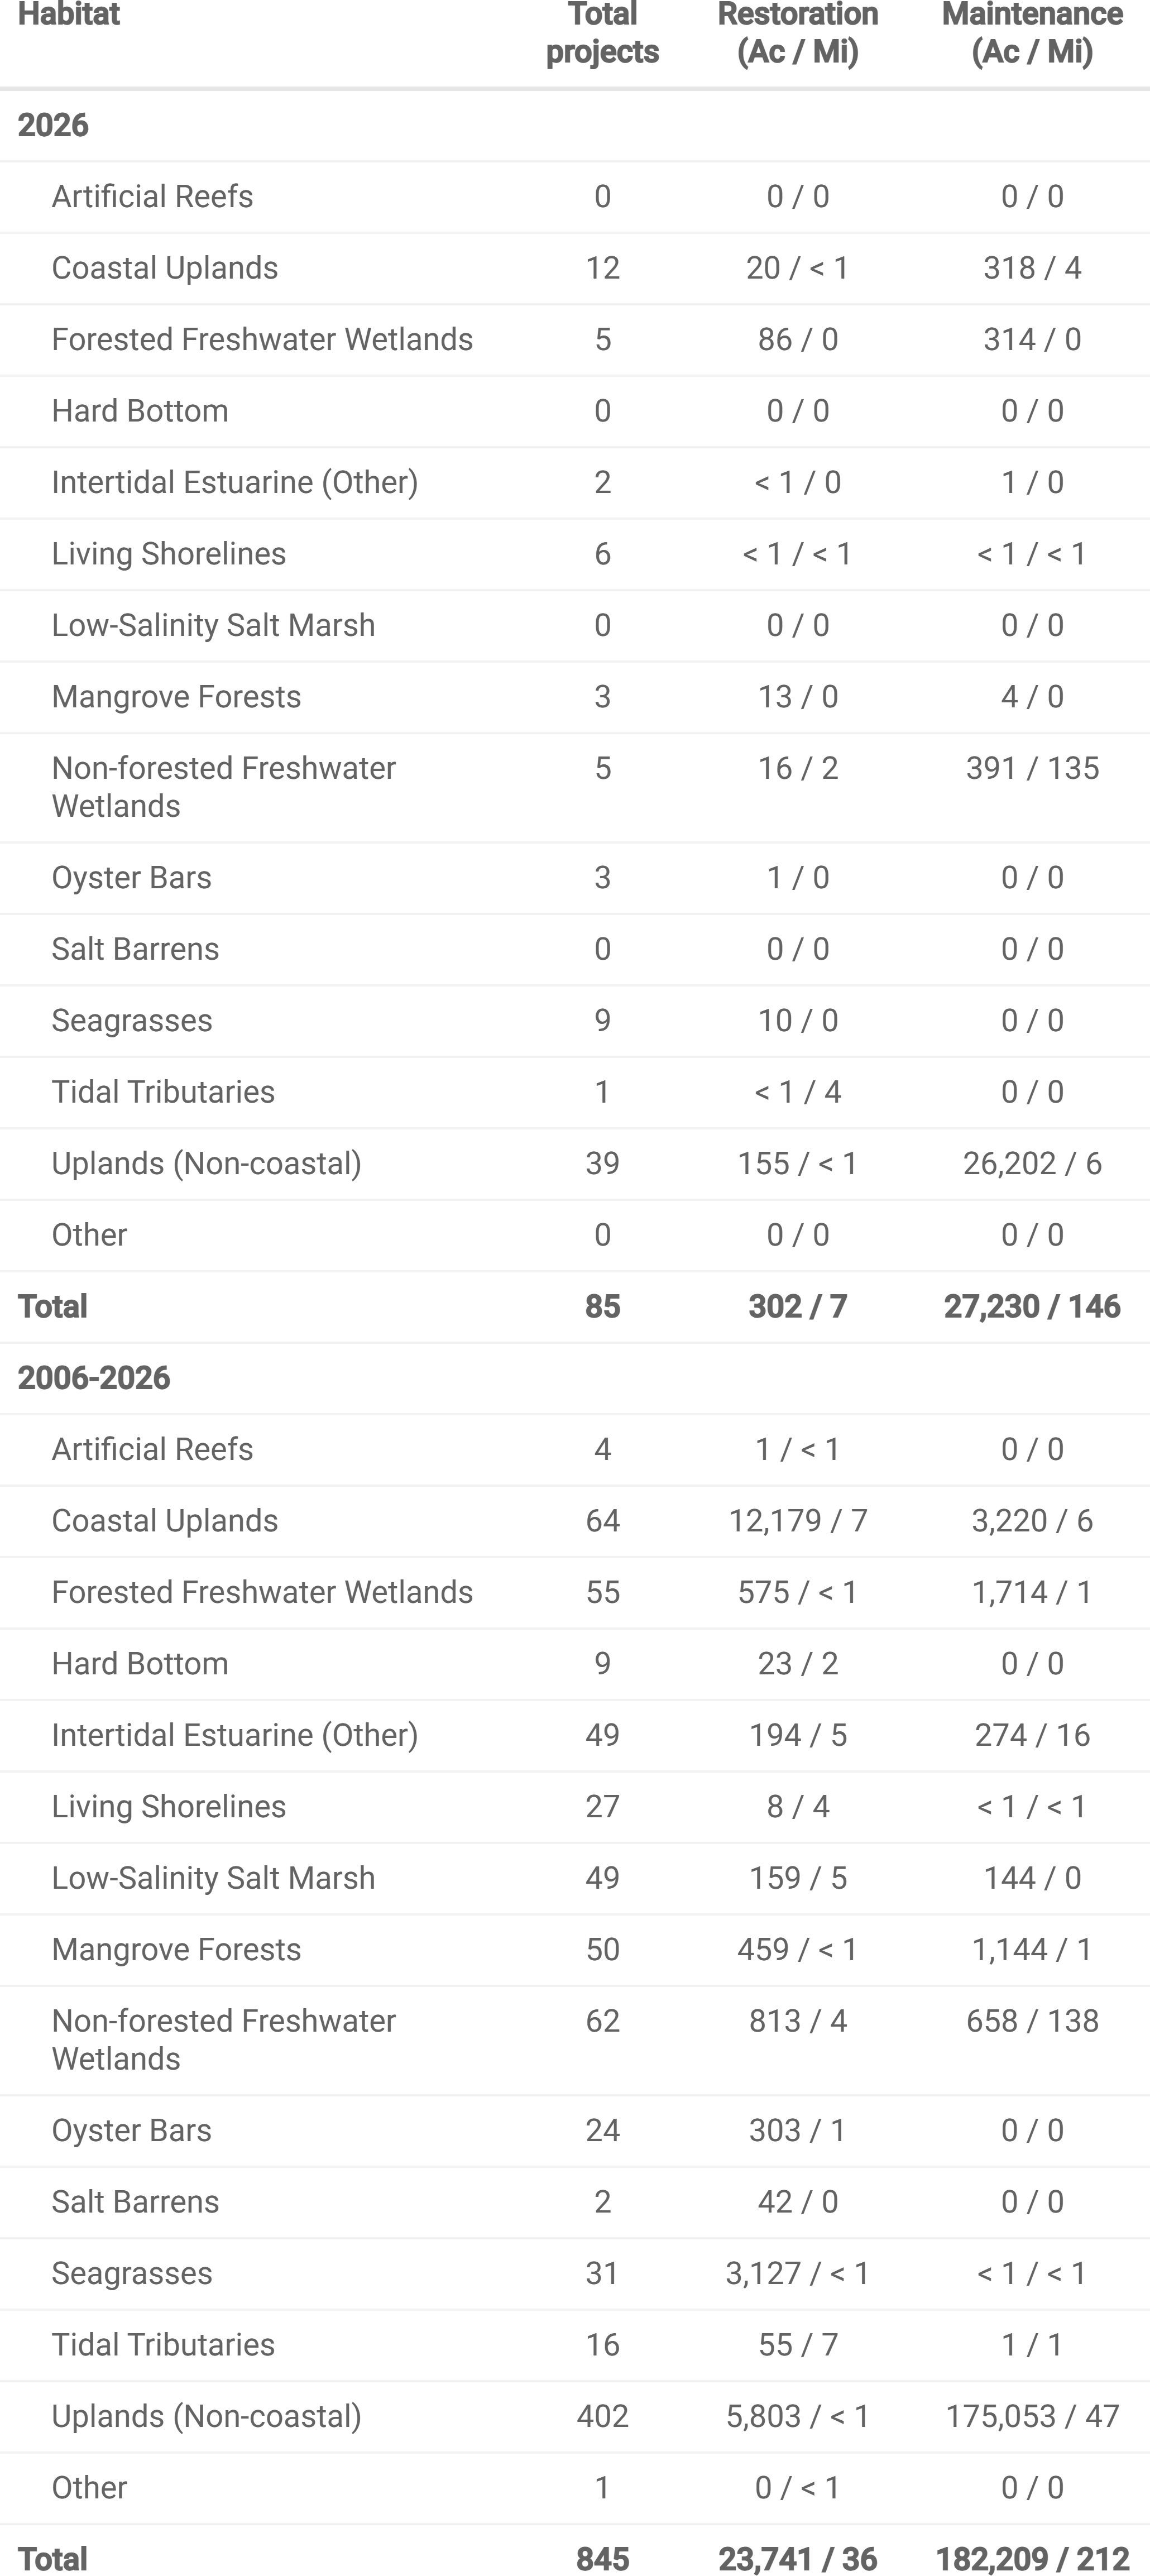 Habitat Total Restoration Maintenance
projects (Ac / Mi) (Ac / Mi)
2026
Artificial Reefs 0 0 / 0 0 / 0
Coastal Uplands 12 20 / < 1 318 / 4
Forested Freshwater Wetlands 5 86 / 0 314 / 0
Hard Bottom 0 0 / 0 0 / 0
Intertidal Estuarine (Other) 2 < 1 / 0 1 / 0
Living Shorelines 6 < 1 / < 1 < 1 / < 1
Low-Salinity Salt Marsh 0 0 / 0 0 / 0
Mangrove Forests 3 13 / 0 4 / 0
Non-forested Freshwater 5 16 / 2 391 / 135
Wetlands
Oyster Bars 3 1 / 0 0 / 0
Salt Barrens 0 0 / 0 0 / 0
Seagrasses 9 10 / 0 0 / 0
Tidal Tributaries 1 < 1 / 4 0 / 0
Uplands (Non-coastal) 39 155 / < 1 26,202 / 6
Other 0 0 / 0 0 / 0
Total 85 302 / 7 27,230 / 146
2006-2026
Artificial Reefs 4 1 / < 1 0 / 0
Coastal Uplands 64 12,179 / 7 3,220 / 6
Forested Freshwater Wetlands 55 575 / < 1 1,714 / 1
Hard Bottom 9 23 / 2 0 / 0
Intertidal Estuarine (Other) 49 194 / 5 274 / 16
Living Shorelines 27 8 / 4 < 1 / < 1
Low-Salinity Salt Marsh 49 159 / 5 144 / 0
Mangrove Forests 50 459 / < 1 1,144 / 1
Non-forested Freshwater 62 813 / 4 658 / 138
Wetlands
Oyster Bars 24 303 / 1 0 / 0
Salt Barrens 2 42 / 0 0 / 0
Seagrasses 31 3,127 / < 1 < 1 / < 1
Tidal Tributaries 16 55 / 7 1 / 1
Uplands (Non-coastal) 402 5,803 / < 1 175,053 / 47
Other 1 0 / < 1 0 / 0
Total 845 23,741 / 36 182,209 / 212